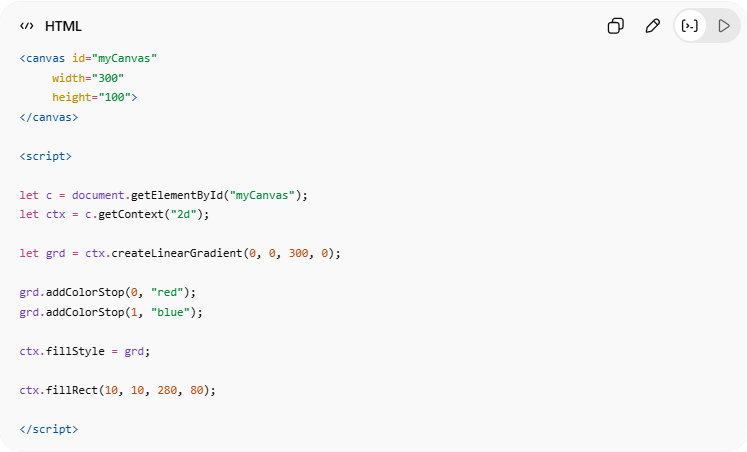 HTML
<canvas id="myCanvas"
width="300"
height="100">
</canvas>
<script>
let c = document.getElementById("myCanvas");
let ctx = c.getContext("2d");
let grd = ctx.createLinearGradient(0, 0, 300, 0);
grd.addColorStop(0, "red");
grd.addColorStop(1, "blue");
ctx.fillStyle = grd;
ctx.fillRect(10, 10, 280, 80);
</script>